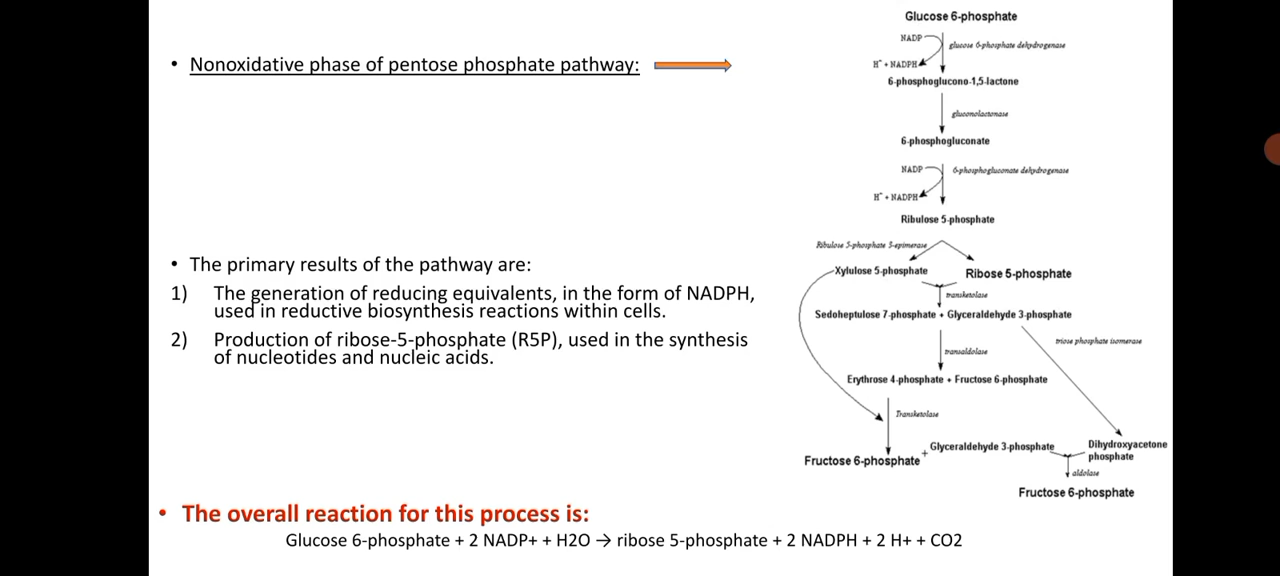 • Nonoxidative phase of pentose phosphate pathway:
• The primary results of the pathway are:
1) The generation of reducing equivalents, in the form of NADPH,
used in reductive biosynthesis reactions within cells.
2) Production of ribose-5-phosphate (R5P), used in the synthesis
of nucleotides and nucleic acids.
Glucose 6-phosphate
NADP
glucose 6-phosphate dehydrogenase
H⁺ + NADPH
6-phosphoglucono-1,5-lactone
gluconolactonase
6-phosphogluconate
NADP
6-phosphogluconate dehydrogenase
H⁺ + NADPH
Ribulose 5-phosphate
Ribulose 5-phosphate 3-epimerase
Xylulose 5-phosphate
Ribose 5-phosphate
transketolase
Sedoheptulose 7-phosphate + Glyceraldehyde 3-phosphate
triose phosphate isomerase
transaldolase
Erythrose 4-phosphate + Fructose 6-phosphate
Transketolase
Fructose 6-phosphate + Glyceraldehyde 3-phosphate
Dihydroxyacetone
phosphate
aldolase
Fructose 6-phosphate
• The overall reaction for this process is:
Glucose 6-phosphate + 2 NADP+ + H2O → ribose 5-phosphate + 2 NADPH + 2 H+ + CO2